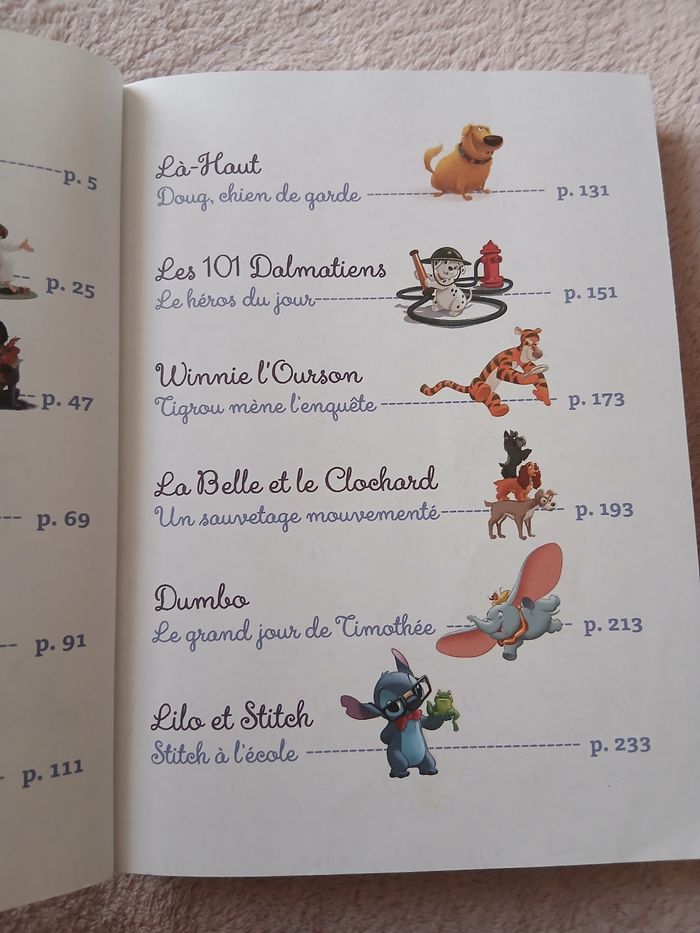 p. 5
p. 25
p. 47
p. 69
p. 91
p. 111
Là-Haut
Doug, chien de garde p. 131
Les 101 Dalmatiens
Le héros du jour p. 151
Winnie l'Ourson
Tigrou mène l'enquête p. 173
La Belle et le Clochard
Un sauvetage mouvementé p. 193
Dumbo
Le grand jour de Timothée p. 213
Lilo et Stitch
Stitch à l'école p. 233